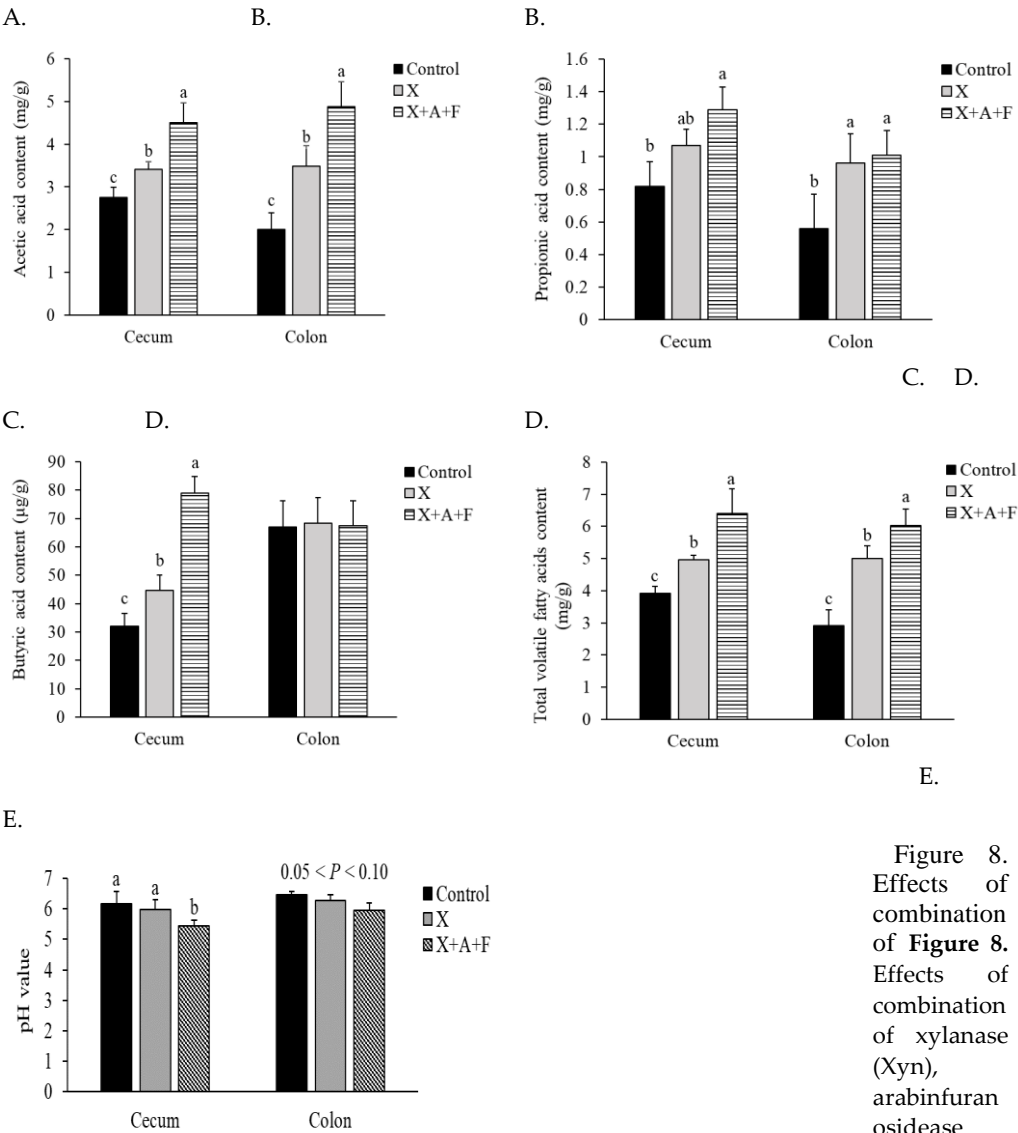 A. B. B.
Acetic acid content (mg/g)
6
5
4
3
2
1
0
c b a
c b a
Cecum Colon
Control
X
X+A+F
Propionic acid content (mg/g)
1.6
1.4
1.2
1
0.8
0.6
0.4
0.2
0
b ab a
b a a
Cecum Colon
Control
X
X+A+F
C. D.
C. D. D.
Butyric acid content (μg/g)
90
80
70
60
50
40
30
20
10
0
c b a
Cecum Colon
Control
X
X+A+F
Total volatile fatty acids content
(mg/g)
8
7
6
5
4
3
2
1
0
c b a
c b a
Cecum Colon
Control
X
X+A+F
E.
E.
pH value
7
6
5
4
3
2
1
0
a a b
0.05 < P < 0.10
Cecum Colon
Control
X
X+A+F
Figure 8.
Effects of
combination
of Figure 8.
Effects of
combination
of xylanase
(Xyn),
arabinfuran
osidase